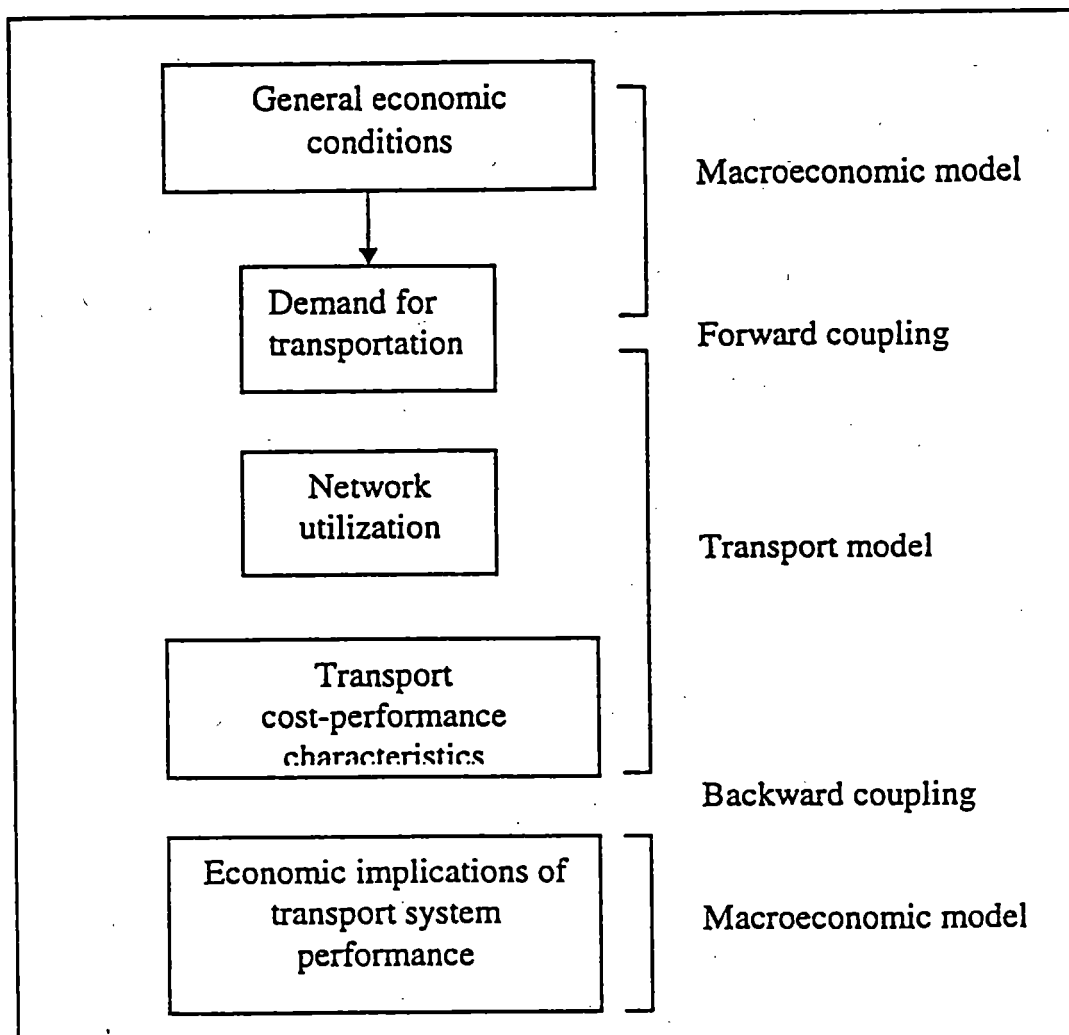 General economic
conditions
Macroeconomic model
Demand for
transportation
Forward coupling
Network
utilization
Transport model
Transport
cost-performance
characteristics
Backward coupling
Economic implications of
transport system
performance
Macroeconomic model